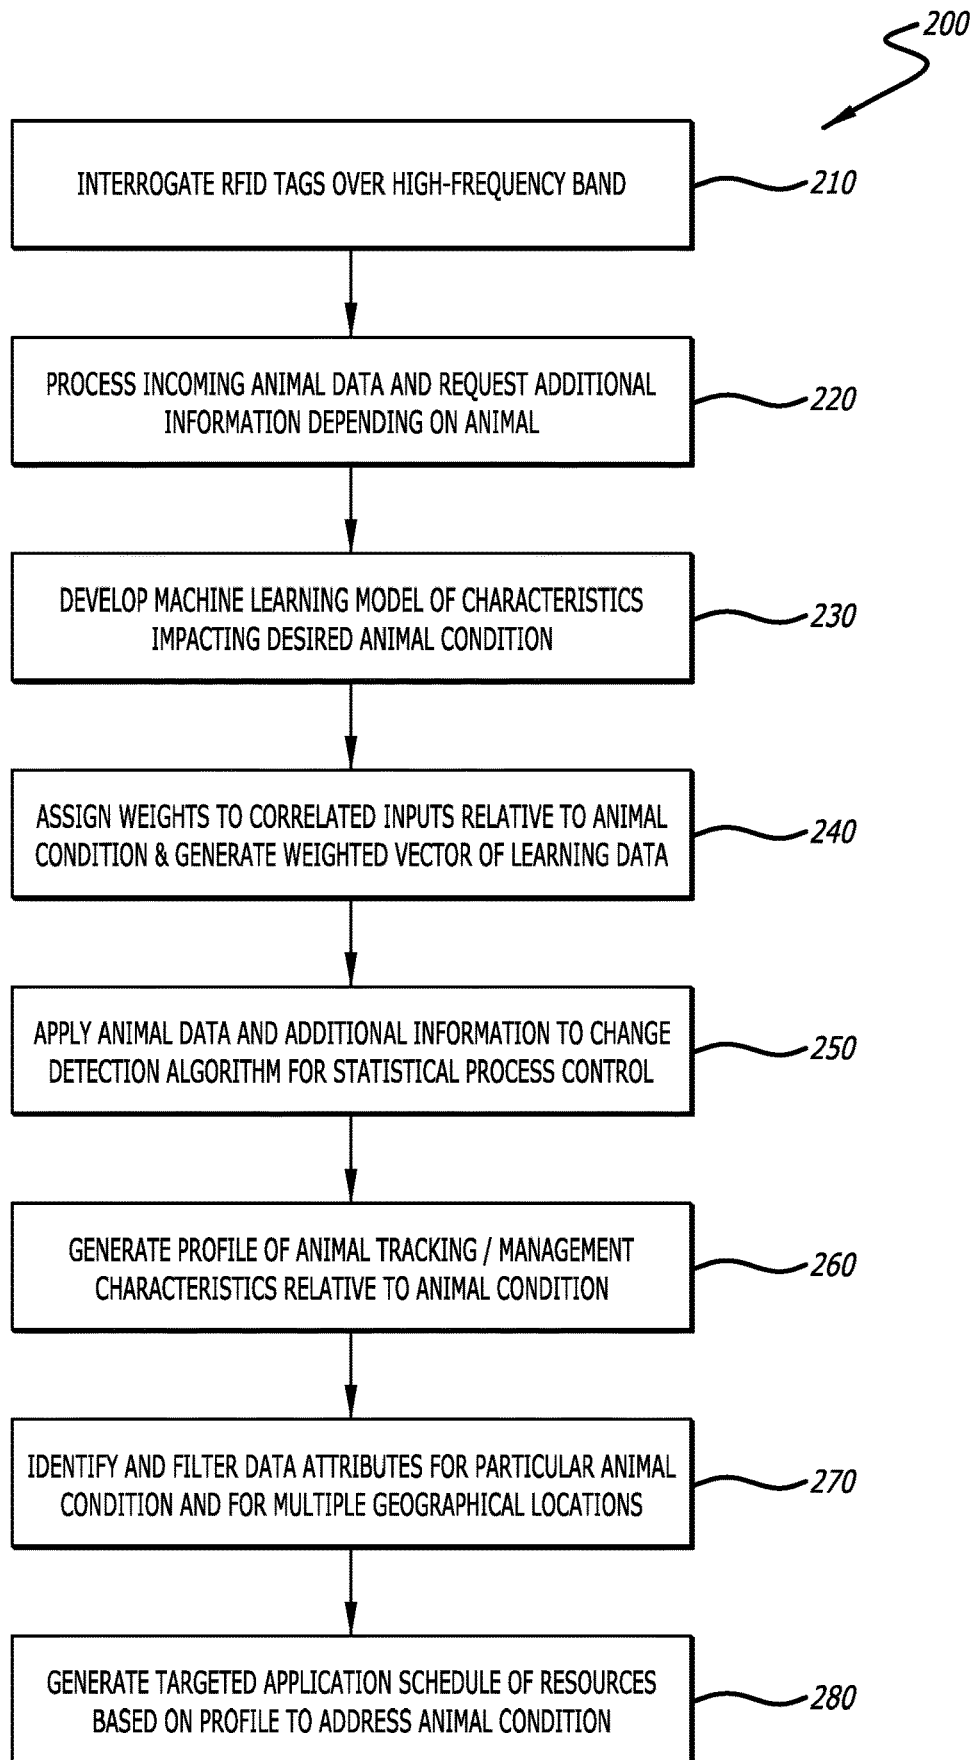 200
INTERROGATE RFID TAGS OVER HIGH-FREQUENCY BAND
210
PROCESS INCOMING ANIMAL DATA AND REQUEST ADDITIONAL
INFORMATION DEPENDING ON ANIMAL
220
DEVELOP MACHINE LEARNING MODEL OF CHARACTERISTICS
IMPACTING DESIRED ANIMAL CONDITION
230
ASSIGN WEIGHTS TO CORRELATED INPUTS RELATIVE TO ANIMAL
CONDITION & GENERATE WEIGHTED VECTOR OF LEARNING DATA
240
APPLY ANIMAL DATA AND ADDITIONAL INFORMATION TO CHANGE
DETECTION ALGORITHM FOR STATISTICAL PROCESS CONTROL
250
GENERATE PROFILE OF ANIMAL TRACKING / MANAGEMENT
CHARACTERISTICS RELATIVE TO ANIMAL CONDITION
260
IDENTIFY AND FILTER DATA ATTRIBUTES FOR PARTICULAR ANIMAL
CONDITION AND FOR MULTIPLE GEOGRAPHICAL LOCATIONS
270
GENERATE TARGETED APPLICATION SCHEDULE OF RESOURCES
BASED ON PROFILE TO ADDRESS ANIMAL CONDITION
280